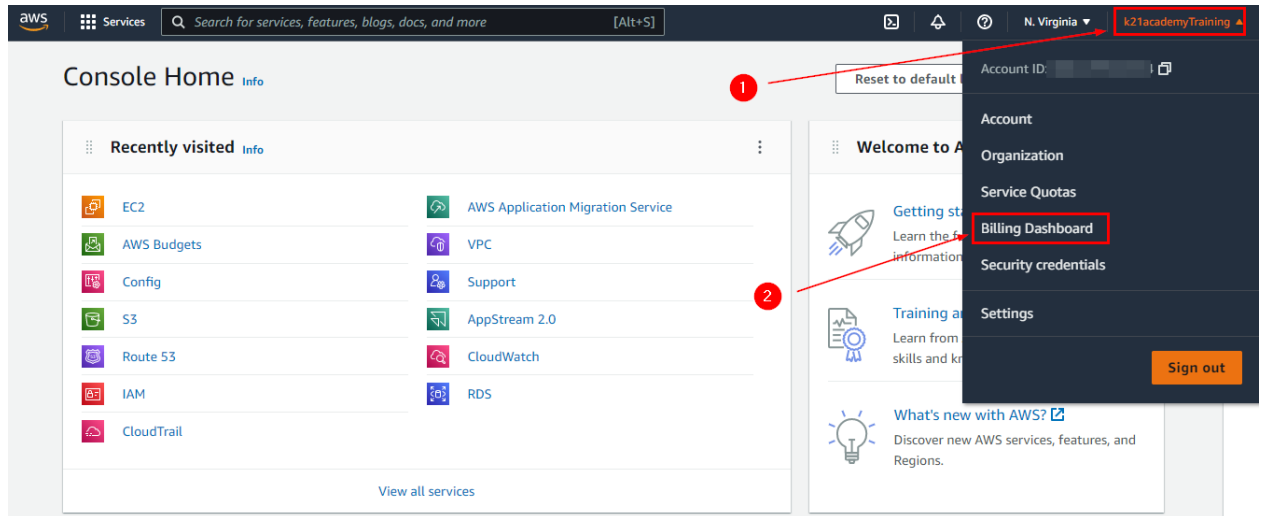 aws Services Search for services, features, blogs, docs, and more [Alt+S] N. Virginia ▼ k21academyTraining ▲
Console Home Info
1
Reset to default
Account ID:
Account
Organization
Service Quotas
Billing Dashboard
Security credentials
Settings
Sign out
2
Recently visited Info
EC2
AWS Budgets
Config
S3
Route 53
IAM
CloudTrail
AWS Application Migration Service
VPC
Support
AppStream 2.0
CloudWatch
RDS
View all services
Welcome to
Getting
Learn the
information
Training
Learn from
skills and
What's new with AWS?
Discover new AWS services, features, and
Regions.